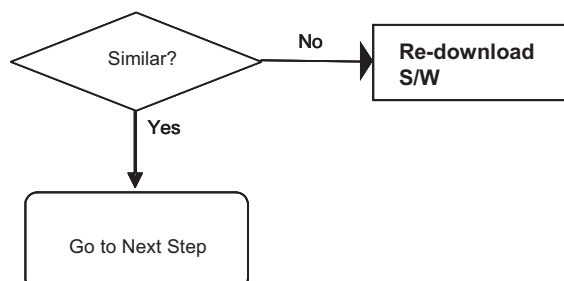 Similar?
No
Re-download
S/W
Yes
Go to Next Step